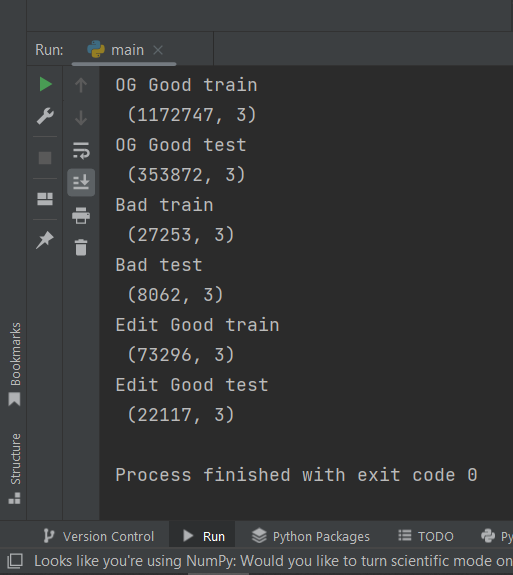 Run: main
OG Good train
(1172747, 3)
OG Good test
(353872, 3)
Bad train
(27253, 3)
Bad test
(8062, 3)
Edit Good train
(73296, 3)
Edit Good test
(22117, 3)
Process finished with exit code 0
Bookmarks
Structure
Version Control Run Python Packages TODO Py
Looks like you're using NumPy: Would you like to turn scientific mode on